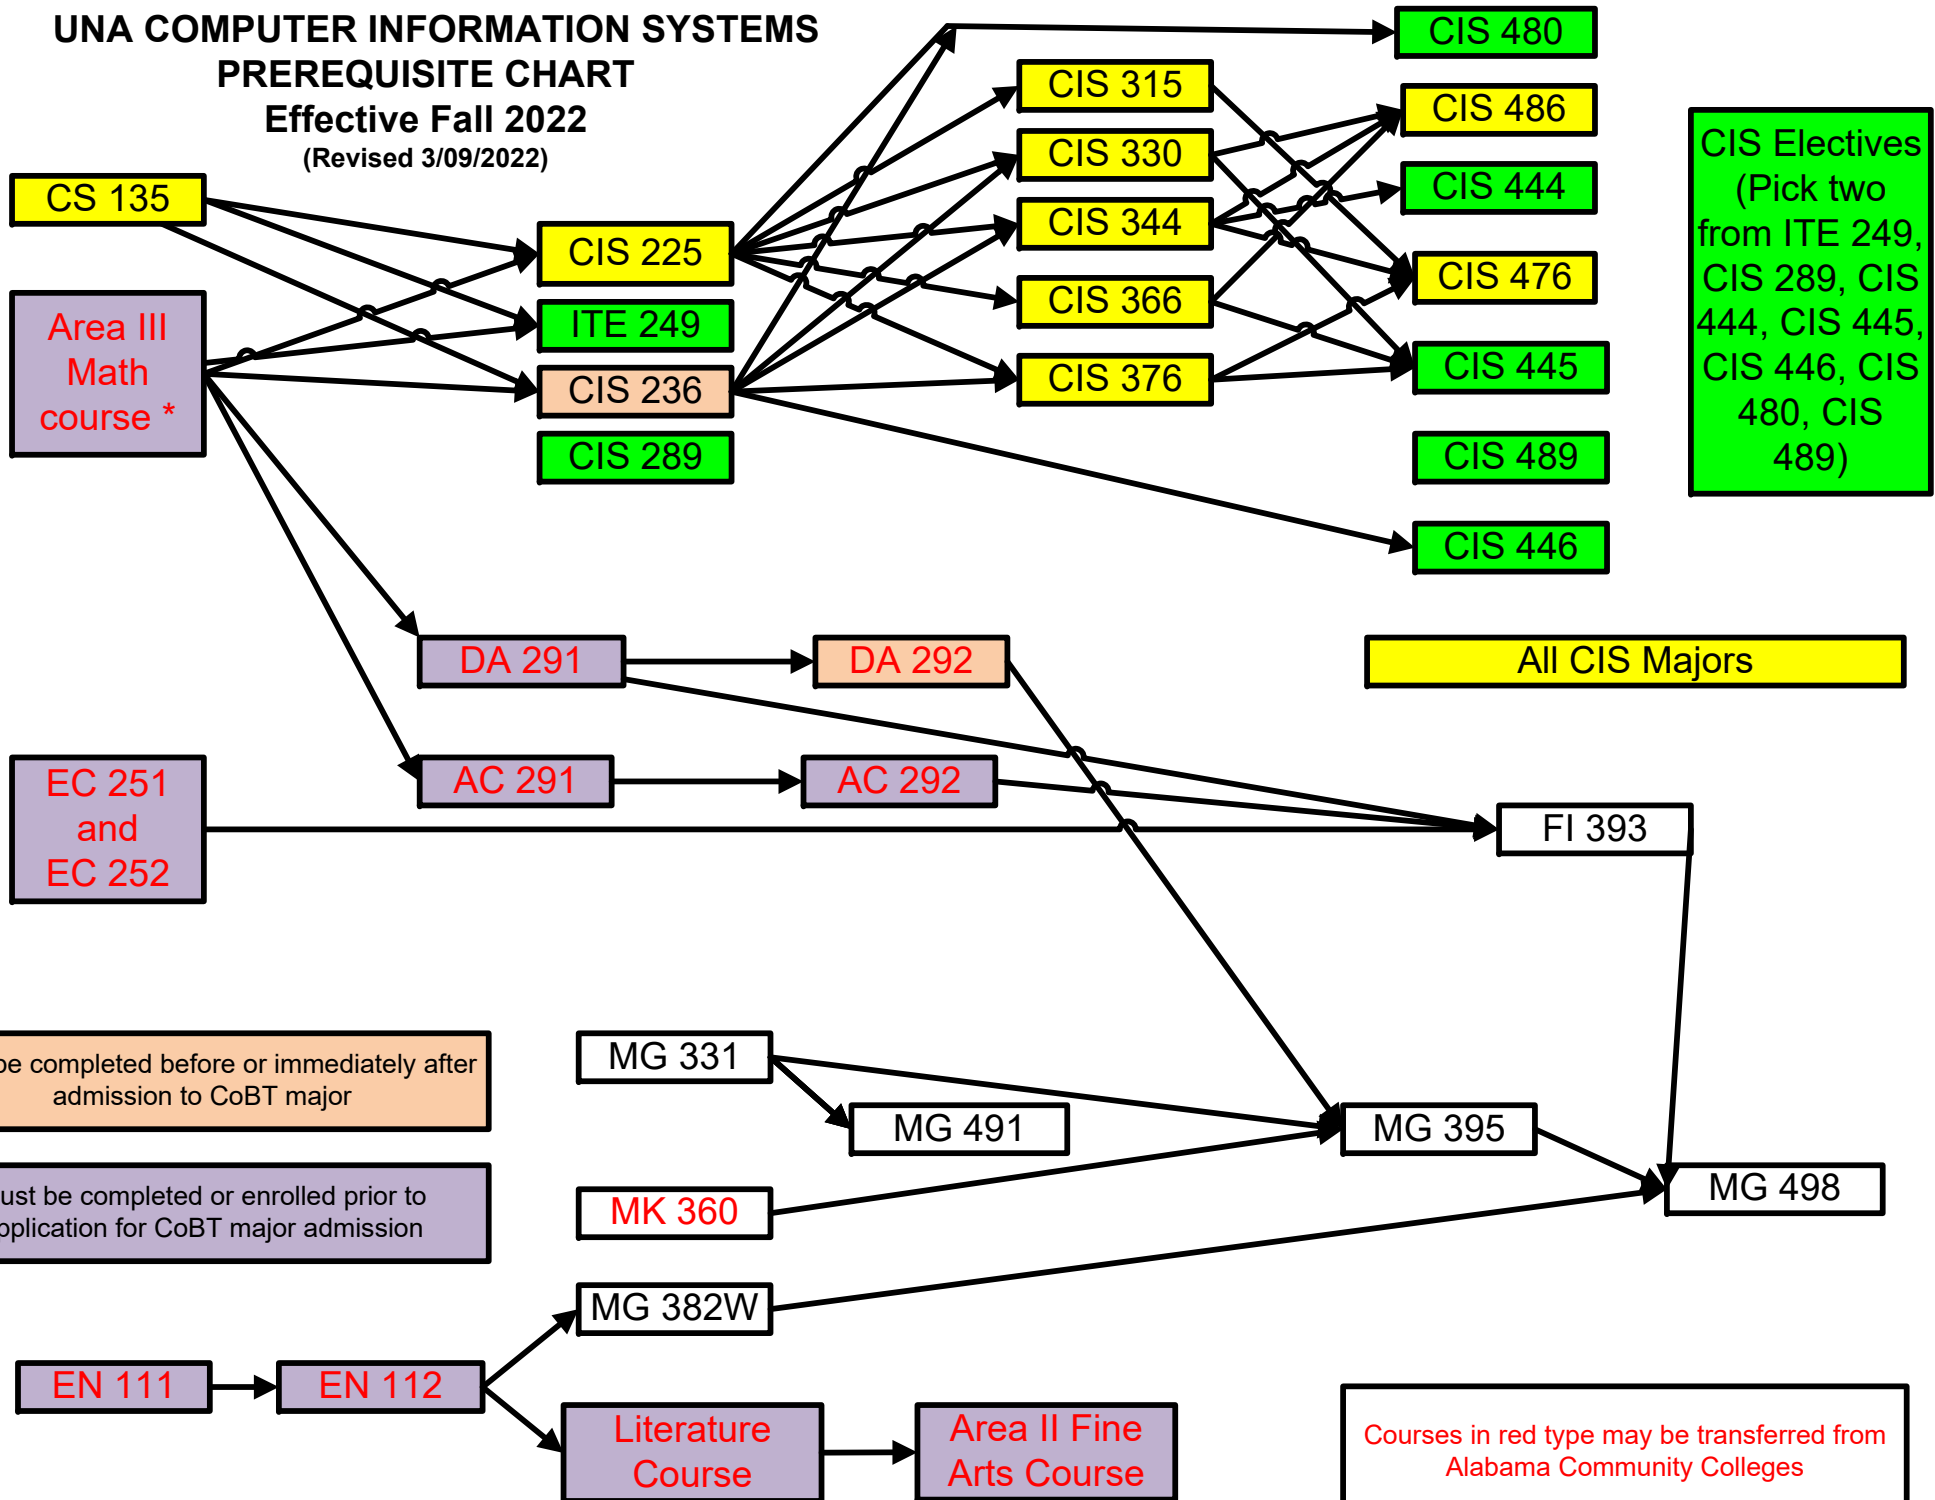 UNA COMPUTER INFORMATION SYSTEMS
PREREQUISITE CHART
Effective Fall 2022
(Revised 3/09/2022)
CIS 480
CIS 315
CIS 486
CIS 330
CIS 444
CS 135
CIS 344
CIS 225
CIS 476
CIS 366
ITE 249
CIS 445
CIS 376
CIS 236
CIS 289
CIS 489
CIS 446
CIS Electives
(Pick two
from ITE 249,
CIS 289, CIS
444, CIS 445,
CIS 446, CIS
480, CIS
489)
Area III
Math
course *
DA 291
DA 292
All CIS Majors
EC 251
and
EC 252
AC 291
AC 292
FI 393
be completed before or immediately after
admission to CoBT major
MG 331
MG 491
MG 395
ust be completed or enrolled prior to
pplication for CoBT major admission
MK 360
MG 498
MG 382W
EN 111
EN 112
Literature
Course
Area II Fine
Arts Course
Courses in red type may be transferred from
Alabama Community Colleges